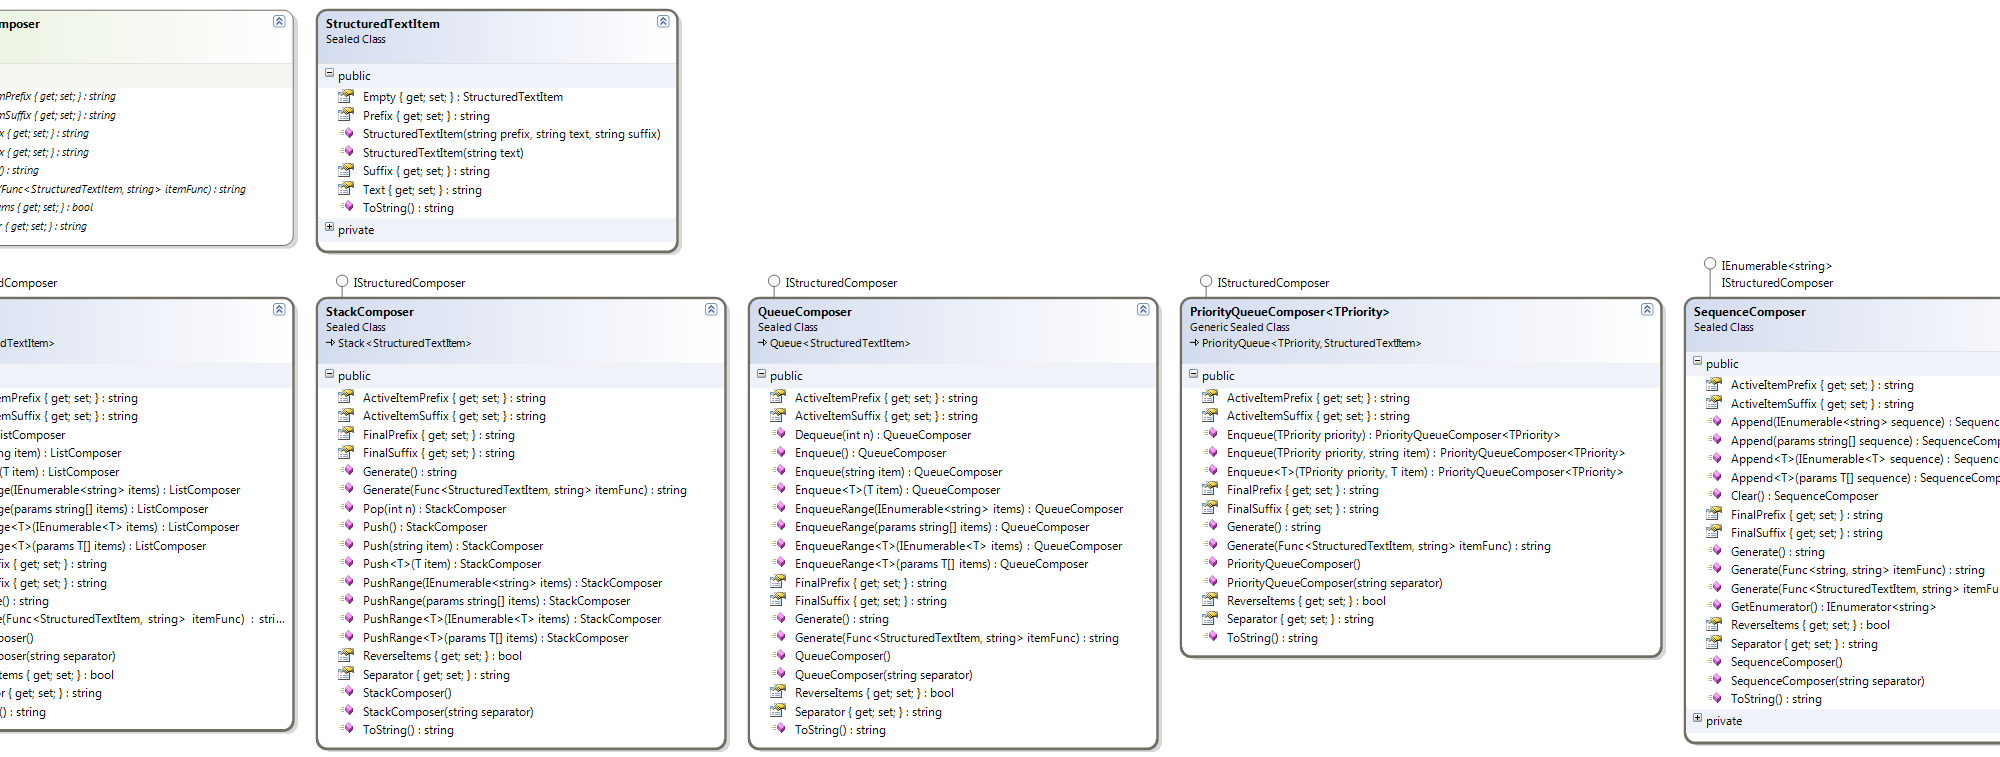 mposer
mPrefix { get; set; } : string
mSuffix { get; set; } : string
x { get; set; } : string
x { get; set; } : string
) : string
(Func<StructuredTextItem, string> itemFunc) : string
ms { get; set; } : bool
r { get; set; } : string
StructuredTextItem
Sealed Class
public
Empty { get; set; } : StructuredTextItem
Prefix { get; set; } : string
StructuredTextItem(string prefix, string text, string suffix)
StructuredTextItem(string text)
Suffix { get; set; } : string
Text { get; set; } : string
ToString() : string
private
dComposer
dTextItem>
emPrefix { get; set; } : string
emSuffix { get; set; } : string
istComposer
ng item) : ListComposer
(T item) : ListComposer
ge(IEnumerable<string> items) : ListComposer
ge(params string[] items) : ListComposer
nge<T>(IEnumerable<T> items) : ListComposer
nge<T>(params T[] items) : ListComposer
fix { get; set; } : string
fix { get; set; } : string
e() : string
e(Func<StructuredTextItem, string> itemFunc) : stri...
poser()
poser(string separator)
tems { get; set; } : bool
or { get; set; } : string
() : string
IStructuredComposer
StackComposer
Sealed Class
Stack<StructuredTextItem>
public
ActiveItemPrefix { get; set; } : string
ActiveItemSuffix { get; set; } : string
FinalPrefix { get; set; } : string
FinalSuffix { get; set; } : string
Generate() : string
Generate(Func<StructuredTextItem, string> itemFunc) : string
Pop(int n) : StackComposer
Push() : StackComposer
Push(string item) : StackComposer
Push<T>(T item) : StackComposer
PushRange(IEnumerable<string> items) : StackComposer
PushRange(params string[] items) : StackComposer
PushRange<T>(IEnumerable<T> items) : StackComposer
PushRange<T>(params T[] items) : StackComposer
ReverseItems { get; set; } : bool
Separator { get; set; } : string
StackComposer()
StackComposer(string separator)
ToString() : string
IStructuredComposer
QueueComposer
Sealed Class
Queue<StructuredTextItem>
public
ActiveItemPrefix { get; set; } : string
ActiveItemSuffix { get; set; } : string
Dequeue(int n) : QueueComposer
Enqueue() : QueueComposer
Enqueue(string item) : QueueComposer
Enqueue<T>(T item) : QueueComposer
EnqueueRange(IEnumerable<string> items) : QueueComposer
EnqueueRange(params string[] items) : QueueComposer
EnqueueRange<T>(IEnumerable<T> items) : QueueComposer
EnqueueRange<T>(params T[] items) : QueueComposer
FinalPrefix { get; set; } : string
FinalSuffix { get; set; } : string
Generate() : string
Generate(Func<StructuredTextItem, string> itemFunc) : string
QueueComposer()
QueueComposer(string separator)
ReverseItems { get; set; } : bool
Separator { get; set; } : string
ToString() : string
IStructuredComposer
PriorityQueueComposer<TPriority>
Generic Sealed Class
PriorityQueue<TPriority, StructuredTextItem>
public
ActiveItemPrefix { get; set; } : string
ActiveItemSuffix { get; set; } : string
Enqueue(TPriority priority) : PriorityQueueComposer<TPriority>
Enqueue(TPriority priority, string item) : PriorityQueueComposer<TPriority>
Enqueue<T>(TPriority priority, T item) : PriorityQueueComposer<TPriority>
FinalPrefix { get; set; } : string
FinalSuffix { get; set; } : string
Generate() : string
Generate(Func<StructuredTextItem, string> itemFunc) : string
PriorityQueueComposer()
PriorityQueueComposer(string separator)
ReverseItems { get; set; } : bool
Separator { get; set; } : string
ToString() : string
IEnumerable<string>
IStructuredComposer
SequenceComposer
Sealed Class
public
ActiveItemPrefix { get; set; } : string
ActiveItemSuffix { get; set; } : string
Append(IEnumerable<string> sequence) : Sequenc
Append(params string[] sequence) : SequenceComp
Append<T>(IEnumerable<T> sequence) : Sequence
Append<T>(params T[] sequence) : SequenceComp
Clear() : SequenceComposer
FinalPrefix { get; set; } : string
FinalSuffix { get; set; } : string
Generate() : string
Generate(Func<string, string> itemFunc) : string
Generate(Func<StructuredTextItem, string> itemFu
GetEnumerator() : IEnumerator<string>
ReverseItems { get; set; } : bool
Separator { get; set; } : string
SequenceComposer()
SequenceComposer(string separator)
ToString() : string
private